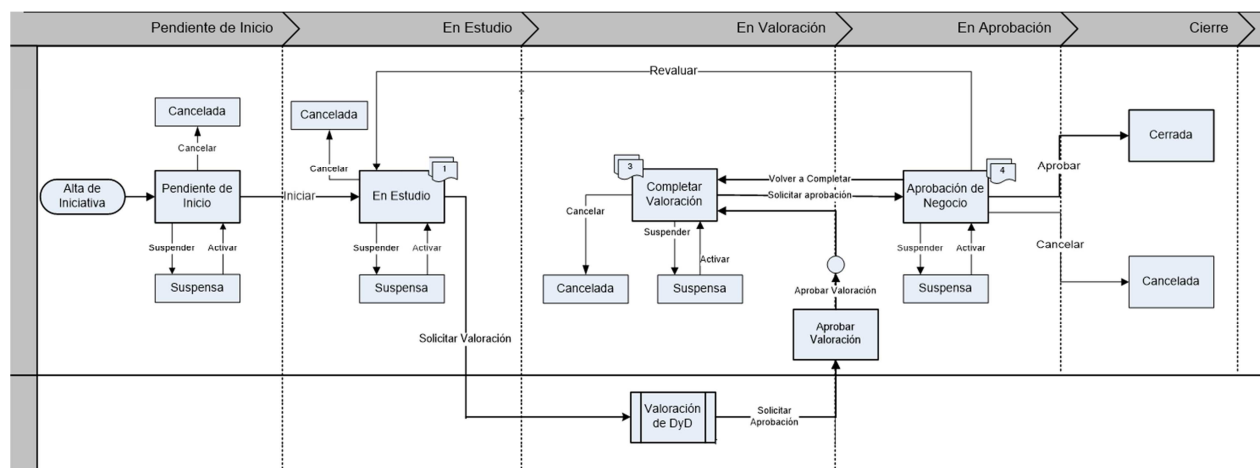 Pendiente de Inicio
En Estudio
En Valoración
En Aprobación
Cierre
Revaluar
Cancelada
Cancelar
Alta de
Iniciativa
Pendiente de
Inicio
Iniciar
Suspender
Activar
Suspensa
Cancelada
Cancelar
1
En Estudio
Suspender
Activar
Suspensa
Solicitar Valoración
3
Completar
Valoración
Cancelar
Suspender
Activar
Cancelada
Suspensa
Volver a Completar
Solicitar aprobación
Aprobar Valoración
Aprobar
Valoración
4
Aprobación de
Negocio
Suspender
Activar
Suspensa
Aprobar
Cerrada
Cancelar
Cancelada
Valoración
de DyD
Solicitar
Aprobación